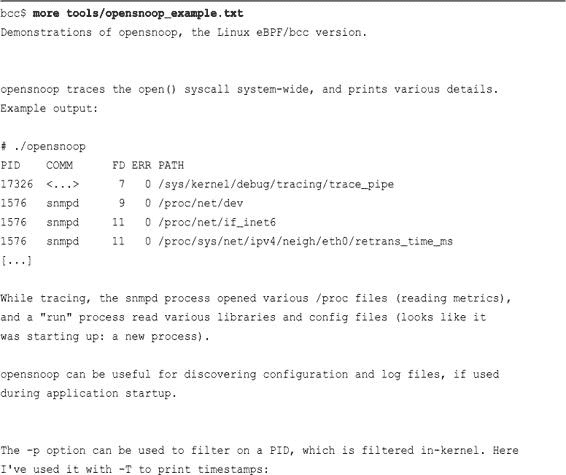 bcc$ more tools/opensnoop_example.txt
Demonstrations of opensnoop, the Linux eBPF/bcc version.
opensnoop traces the open() syscall system-wide, and prints various details.
Example output:
# ./opensnoop
PID    COMM      FD ERR PATH
17326  <...>      7   0 /sys/kernel/debug/tracing/trace_pipe
1576   snmpd      9   0 /proc/net/dev
1576   snmpd     11   0 /proc/net/if_inet6
1576   snmpd     11   0 /proc/sys/net/ipv4/neigh/eth0/retrans_time_ms
[...]
While tracing, the snmpd process opened various /proc files (reading metrics),
and a "run" process read various libraries and config files (looks like it
was starting up: a new process).
opensnoop can be useful for discovering configuration and log files, if used
during application startup.
The -p option can be used to filter on a PID, which is filtered in-kernel. Here
I've used it with -T to print timestamps: